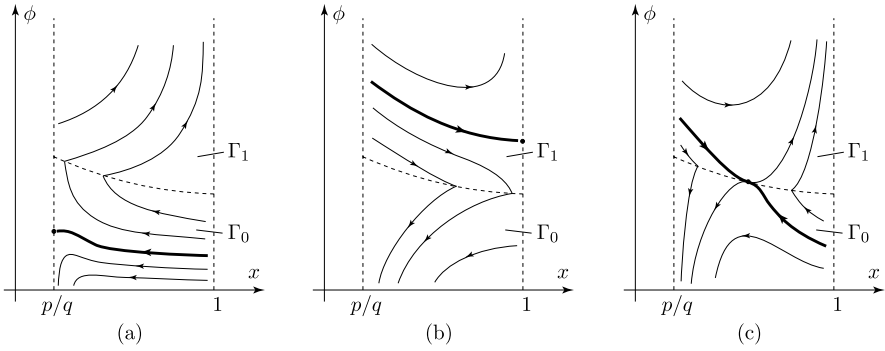 ϕ ϕ ϕ
Γ₁ Γ₁ Γ₁
Γ₀ Γ₀ Γ₀
x x x
p/q 1 p/q 1 p/q 1
(a) (b) (c)